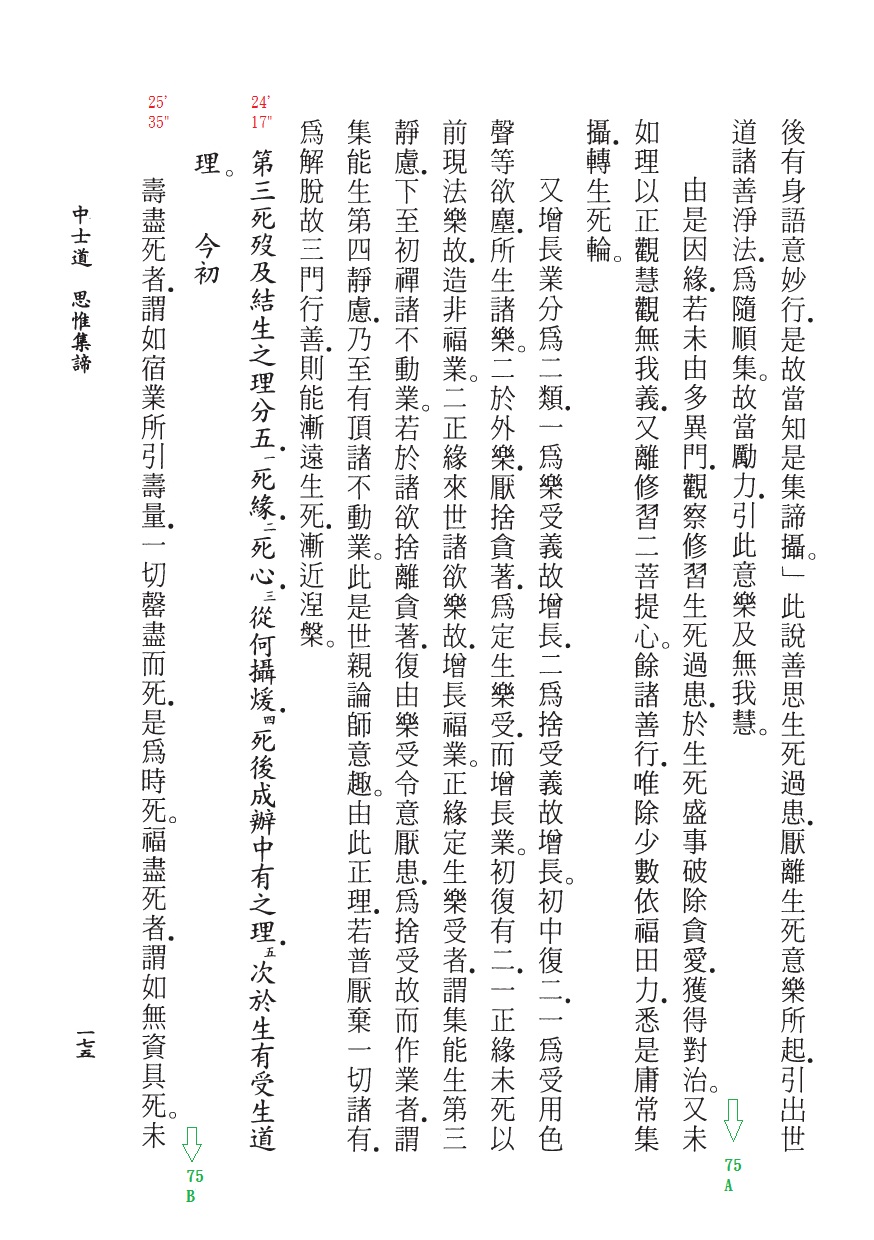 後有身語意妙行．是故當知是集諦攝。」此說善思生死過患．厭離生死意樂所起．引出世
道諸善淨法．爲隨順集。故當勵力．引此意樂及無我慧。
由是因緣．若未由多異門．觀察修習生死過患．於生死盛事破除貪愛．獲得對治。又未
如理以正觀慧觀無我義．又離修習二菩提心。餘諸善行．唯除少數依福田力．悉是庸常集
攝．轉生死輪。
又增長業分爲二類．一爲樂受義故增長．二爲捨受義故增長。初中復二．一爲受用色
聲等欲塵．所生諸樂。二於外樂．厭捨貪著．爲定生樂受．而增長業。初復有二．一正緣未死以
前現法樂故．造非福業。二正緣來世諸欲樂故．增長福業。正緣定生樂受者．謂集能生第三
靜慮．下至初禪諸不動業。若於諸欲捨離貪著．復由樂受令意厭患．爲捨受故而作業者．謂
集能生第四靜慮．乃至有頂諸不動業。此是世親論師意趣。由此正理．若普厭棄一切諸有．
爲解脫故三門行善．則能漸遠生死．漸近涅槃。
24'
17"
第三死歿及結生之理分五．一死緣．二死心．三從何攝煖．四死後成辦中有之理．五次於生有受生道
理。　今初
25'
35"
壽盡死者．謂如宿業所引壽量．一切罄盡而死．是爲時死。福盡死者．謂如無資具死。未
中士道　思惟集諦
一七五
75
A
75
B